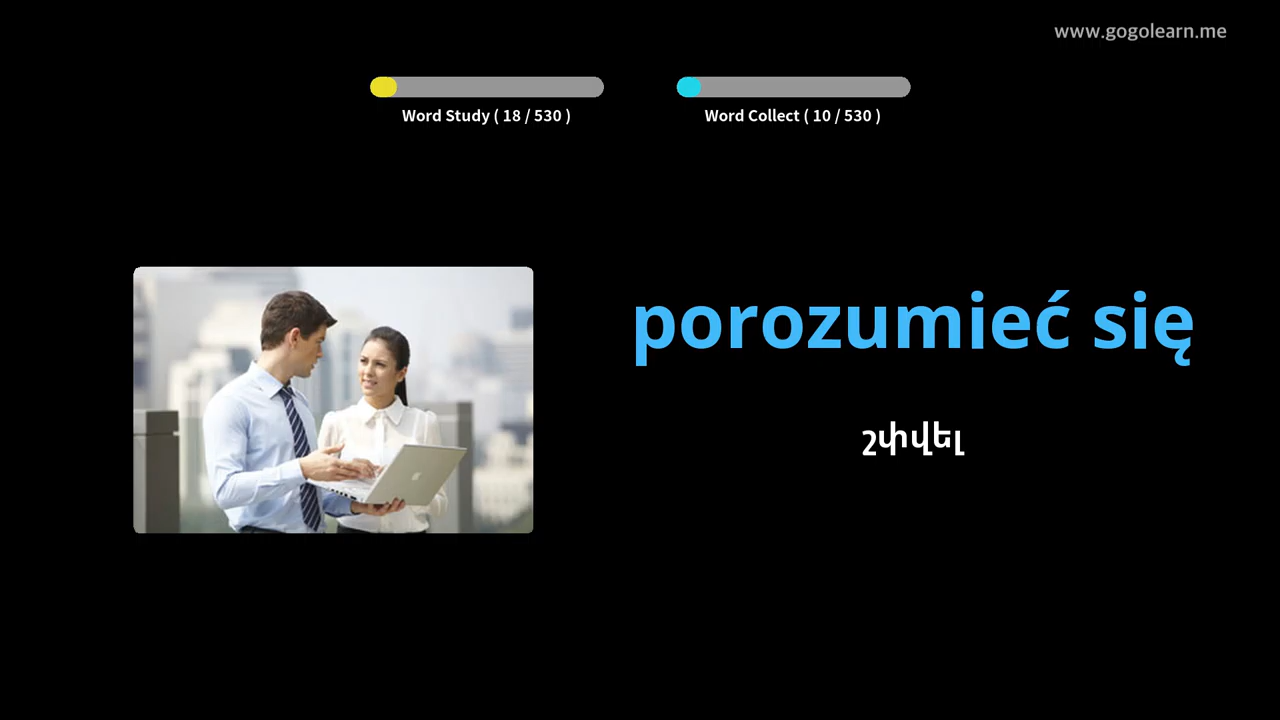 www.gogolearn.me
Word Study ( 18 / 530 )
Word Collect ( 10 / 530 )
porozumieć się
շփվել